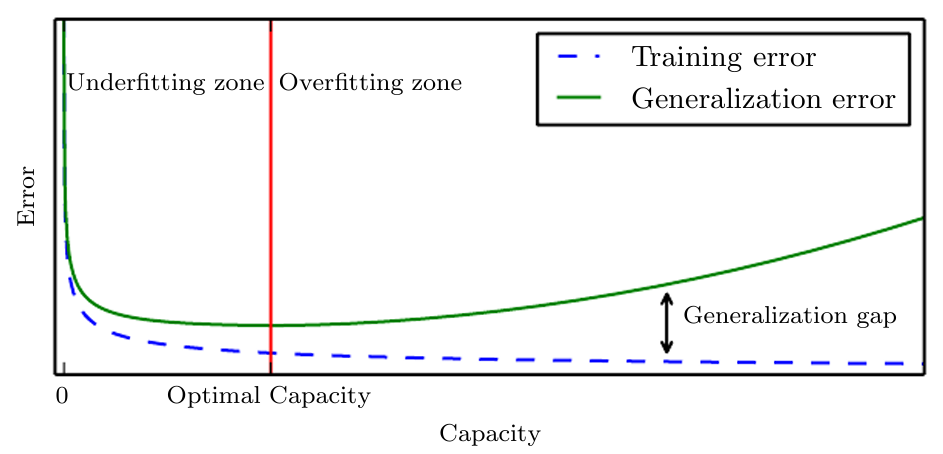 Training error
Generalization error
Underfitting zone
Overfitting zone
Error
Generalization gap
0
Optimal Capacity
Capacity